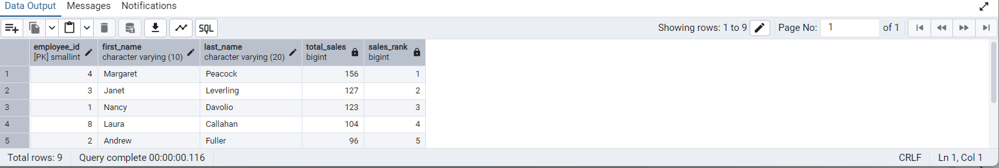 Data Output Messages Notifications
SQL Showing rows: 1 to 9 Page No: 1 of 1
employee_id first_name last_name total_sales sales_rank
[PK] smallint character varying (10) character varying (20) bigint bigint
1 4 Margaret Peacock 156 1
2 3 Janet Leverling 127 2
3 1 Nancy Davolio 123 3
4 8 Laura Callahan 104 4
5 2 Andrew Fuller 96 5
Total rows: 9 Query complete 00:00:00.116 CRLF Ln 1, Col 1